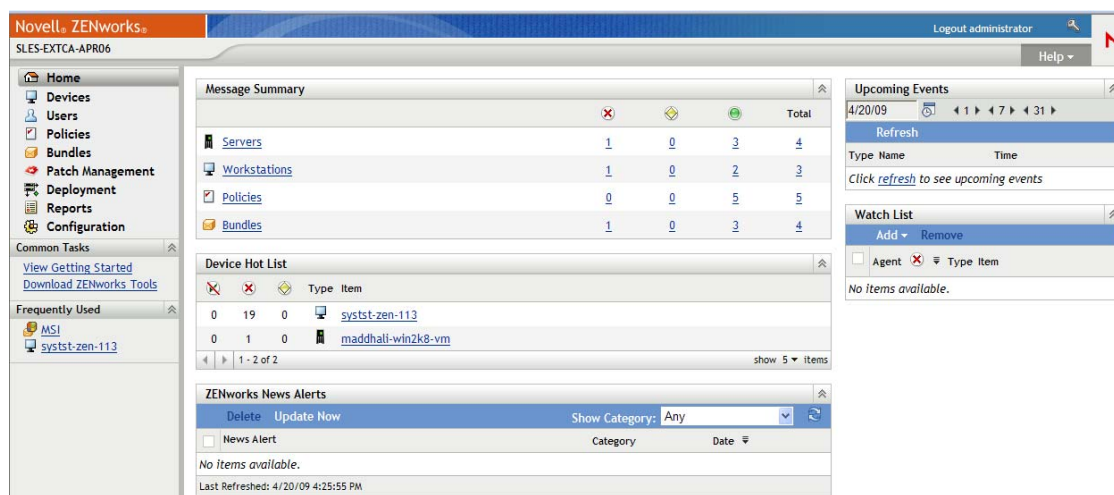 Novell® ZENworks®
Logout administrator
SLES-EXTCA-APR06
Help
Home
Devices
Users
Policies
Bundles
Patch Management
Deployment
Reports
Configuration
Common Tasks
View Getting Started
Download ZENworks Tools
Frequently Used
MSI
systst-zen-113
Message Summary
Total
Servers 1 0 3 4
Workstations 1 0 2 3
Policies 0 0 5 5
Bundles 1 0 3 4
Device Hot List
Type Item
0 19 0 systst-zen-113
0 1 0 maddhali-win2k8-vm
1 - 2 of 2 show 5 items
ZENworks News Alerts
Delete Update Now Show Category: Any
News Alert Category Date
No items available.
Last Refreshed: 4/20/09 4:25:55 PM
Upcoming Events
4/20/09 1 7 31
Refresh
Type Name Time
Click refresh to see upcoming events
Watch List
Add Remove
Agent Type Item
No items available.